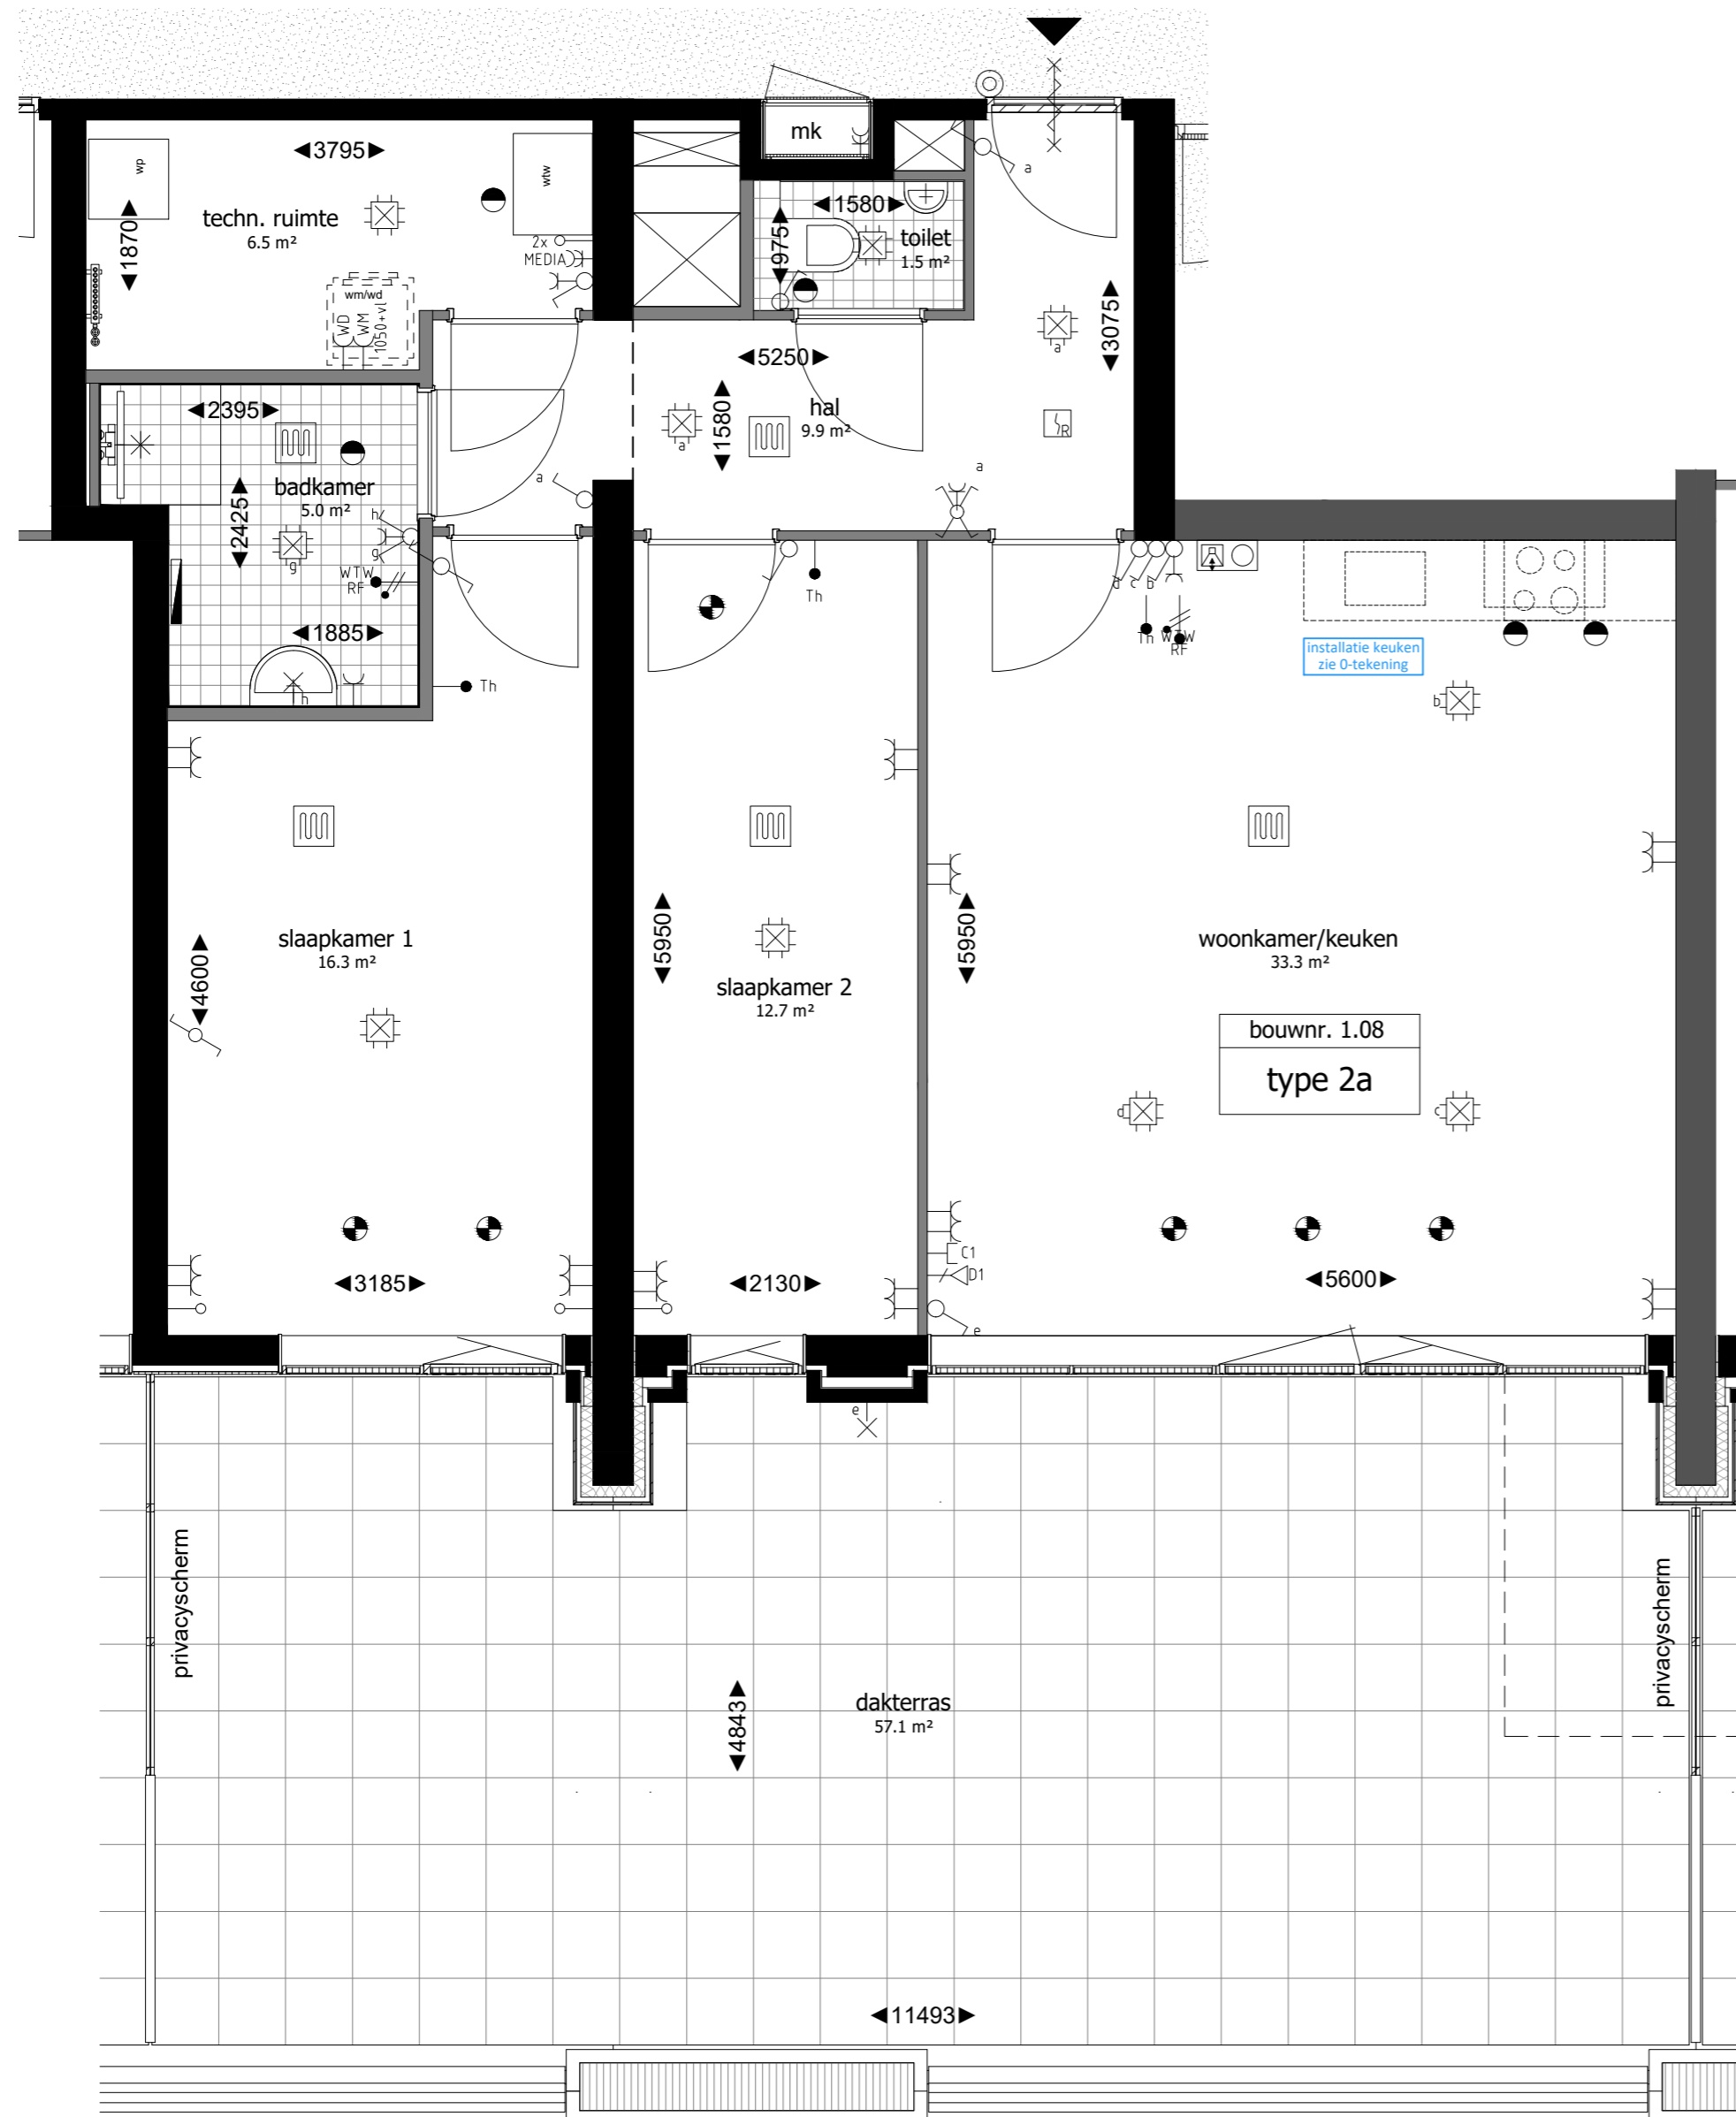 mk
3795
wp
wtw
techn. ruimte
6.5 m²
1870
2x
MEDIA
wm/wd
WD
WM
1050+vl
1580
975
toilet
1.5 m²
a
3075
a
5250
1580
hal
9.9 m²
a
R
a
a
2395
badkamer
5.0 m²
2425
h
g
g
WTW
RF
1885
h
Th
Th
d c b
Th
WTW
RF
installatie keuken
zie 0-tekening
b
slaapkamer 1
16.3 m²
4600
5950
slaapkamer 2
12.7 m²
5950
woonkamer/keuken
33.3 m²
bouwnr. 1.08
type 2a
d
c
C1
D1
e
3185
2130
5600
e
privacyscherm
privacyscherm
dakterras
57.1 m²
4843
11493